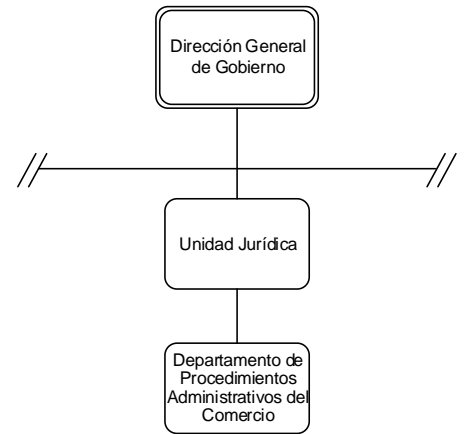 Dirección General
de Gobierno
Unidad Jurídica
Departamento de
Procedimientos
Administrativos del
Comercio